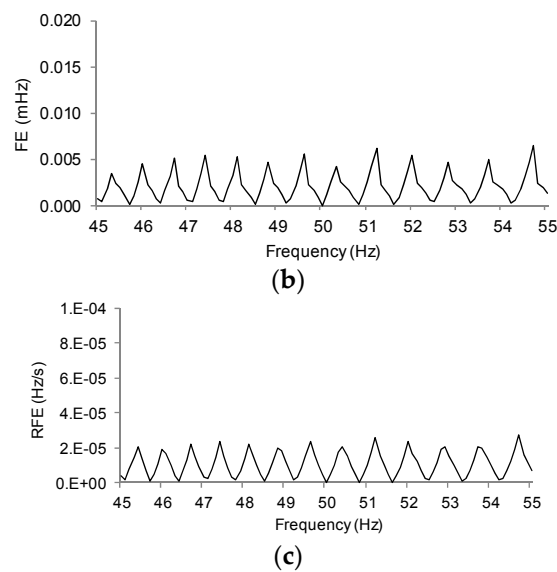 0.020
0.015
0.010
0.005
0.000
FE (mHz)
45 46 47 48 49 50 51 52 53 54 55
Frequency (Hz)
(b)
1.E-04
8.E-05
6.E-05
4.E-05
2.E-05
0.E+00
RFE (Hz/s)
45 46 47 48 49 50 51 52 53 54 55
Frequency (Hz)
(c)